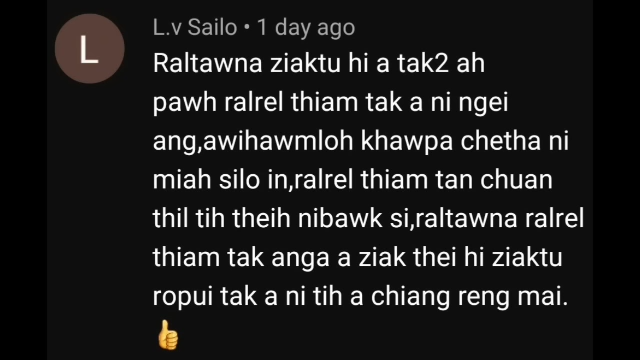 L
L.v Sailo • 1 day ago
Raltawna ziaktu hi a tak2 ah
pawh ralrel thiam tak a ni ngei
ang,awihawmloh khawpa chetha ni
miah silo in,ralrel thiam tan chuan
thil tih theih nibawk si,raltawna ralrel
thiam tak anga a ziak thei hi ziaktu
ropui tak a ni tih a chiang reng mai.
👍